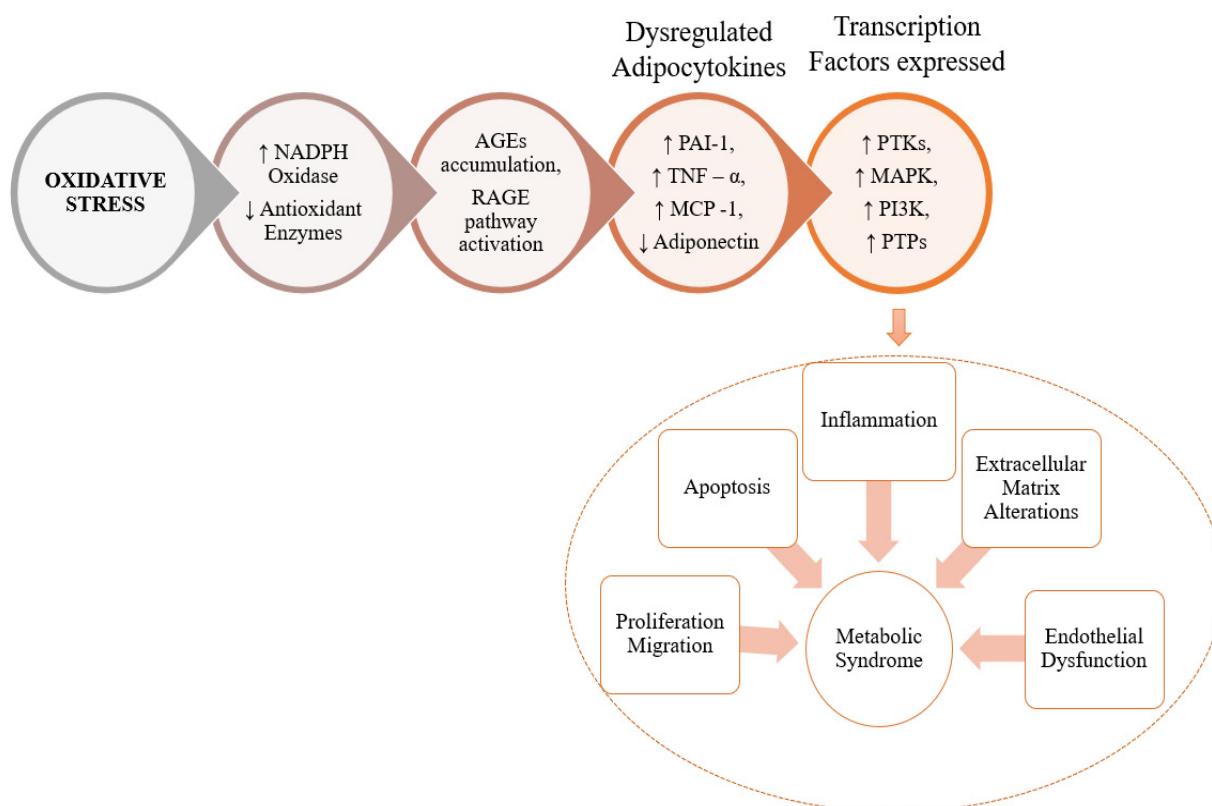 Dysregulated
Adipocytokines
Transcription
Factors expressed
OXIDATIVE
STRESS
↑ NADPH
Oxidase
↓ Antioxidant
Enzymes
AGEs
accumulation,
RAGE
pathway
activation
↑ PAI-1,
↑ TNF – α,
↑ MCP -1,
↓ Adiponectin
↑ PTKs,
↑ MAPK,
↑ PI3K,
↑ PTPs
Inflammation
Apoptosis
Extracellular
Matrix
Alterations
Proliferation
Migration
Metabolic
Syndrome
Endothelial
Dysfunction